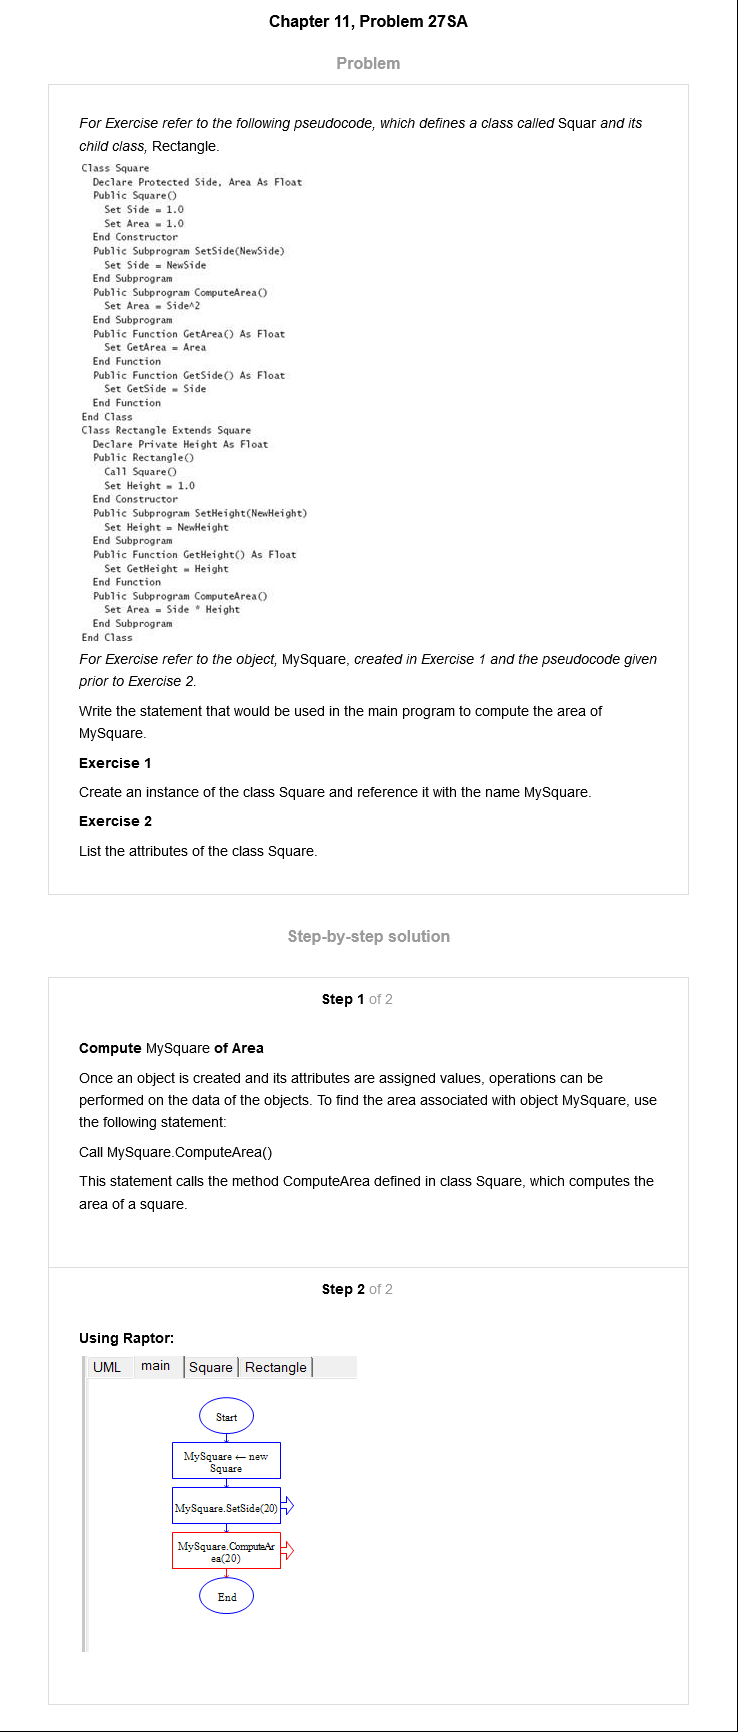 Chapter 11, Problem 27SA
Problem
For Exercise refer to the following pseudocode, which defines a class called Squar and its
child class, Rectangle.
Class Square
Declare Protected Side, Area As Float
Public Square()
Set Side = 1.0
Set Area = 1.0
End Constructor
Public Subprogram SetSide(NewSide)
Set Side = NewSide
End Subprogram
Public Subprogram ComputeArea()
Set Area = Side^2
End Subprogram
Public Function GetArea() As Float
Set GetArea = Area
End Function
Public Function GetSide() As Float
Set GetSide = Side
End Function
End Class
Class Rectangle Extends Square
Declare Private Height As Float
Public Rectangle()
Call Square()
Set Height = 1.0
End Constructor
Public Subprogram SetHeight(NewHeight)
Set Height = NewHeight
End Subprogram
Public Function GetHeight() As Float
Set GetHeight = Height
End Function
Public Subprogram ComputeArea()
Set Area = Side * Height
End Subprogram
End Class
For Exercise refer to the object, MySquare, created in Exercise 1 and the pseudocode given
prior to Exercise 2.
Write the statement that would be used in the main program to compute the area of
MySquare.
Exercise 1
Create an instance of the class Square and reference it with the name MySquare.
Exercise 2
List the attributes of the class Square.
Step-by-step solution
Step 1 of 2
Compute MySquare of Area
Once an object is created and its attributes are assigned values, operations can be
performed on the data of the objects. To find the area associated with object MySquare, use
the following statement:
Call MySquare.ComputeArea()
This statement calls the method ComputeArea defined in class Square, which computes the
area of a square.
Step 2 of 2
Using Raptor:
UML main Square Rectangle
Start
MySquare ← new
Square
MySquare.SetSide(20)
MySquare.ComputeAr
ea(20)
End